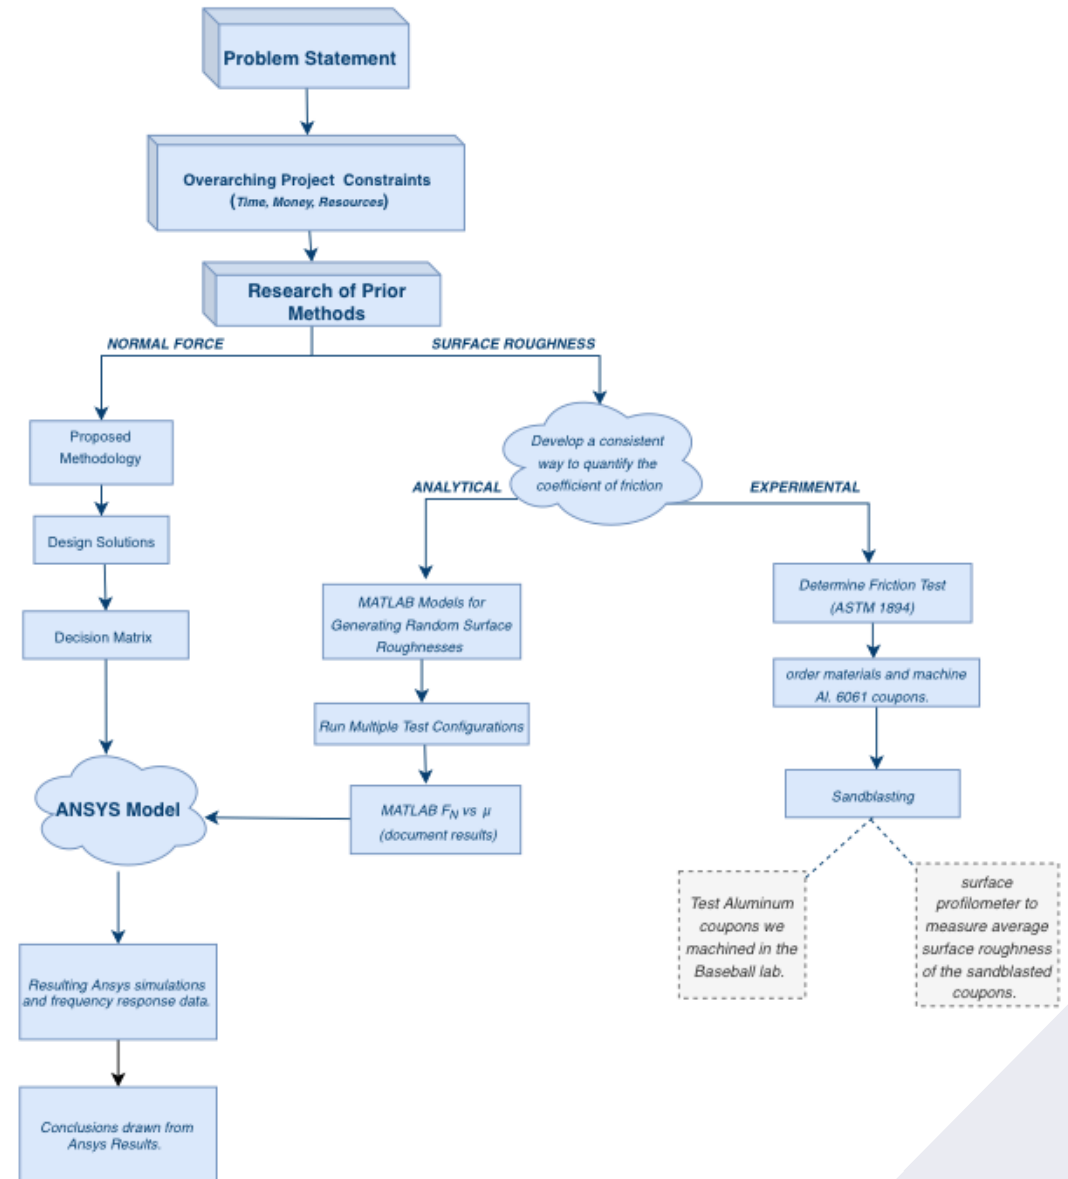 Problem Statement
Overarching Project Constraints
(Time, Money, Resources)
Research of Prior
Methods
NORMAL FORCE
SURFACE ROUGHNESS
Proposed
Methodology
Design Solutions
Decision Matrix
Develop a consistent
way to quantify the
coefficient of friction
ANALYTICAL
EXPERIMENTAL
MATLAB Models for
Generating Random Surface
Roughnesses
Run Multiple Test Configurations
MATLAB F_N vs μ
(document results)
Determine Friction Test
(ASTM 1894)
order materials and machine
Al. 6061 coupons.
Sandblasting
Test Aluminum
coupons we
machined in the
Baseball lab.
surface
profilometer to
measure average
surface roughness
of the sandblasted
coupons.
ANSYS Model
Resulting Ansys simulations
and frequency response data.
Conclusions drawn from
Ansys Results.